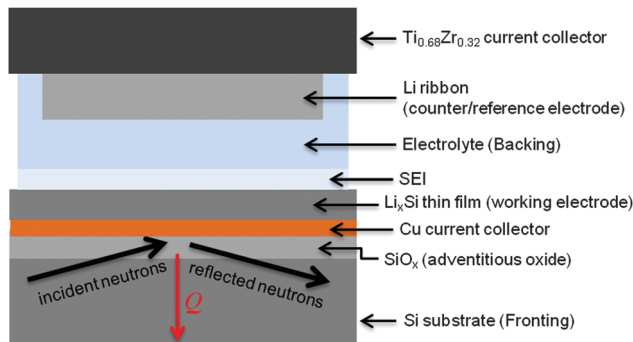 Ti0.68Zr0.32 current collector
Li ribbon
(counter/reference electrode)
Electrolyte (Backing)
SEI
LixSi thin film (working electrode)
Cu current collector
SiOx (adventitious oxide)
incident neutrons
reflected neutrons
Q
Si substrate (Fronting)